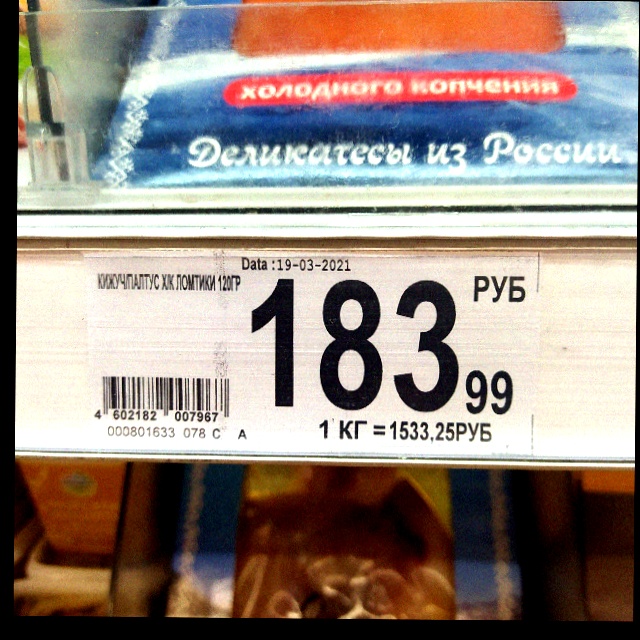 холодного копчения
Деликатесы из России
Data :19-03-2021
КИЖУЧ/ПАЛТУС Х/К ЛОМТИКИ 120ГР
183 99
РУБ
4 602182 007967
000801633 078 C A
1 КГ = 1533,25РУБ